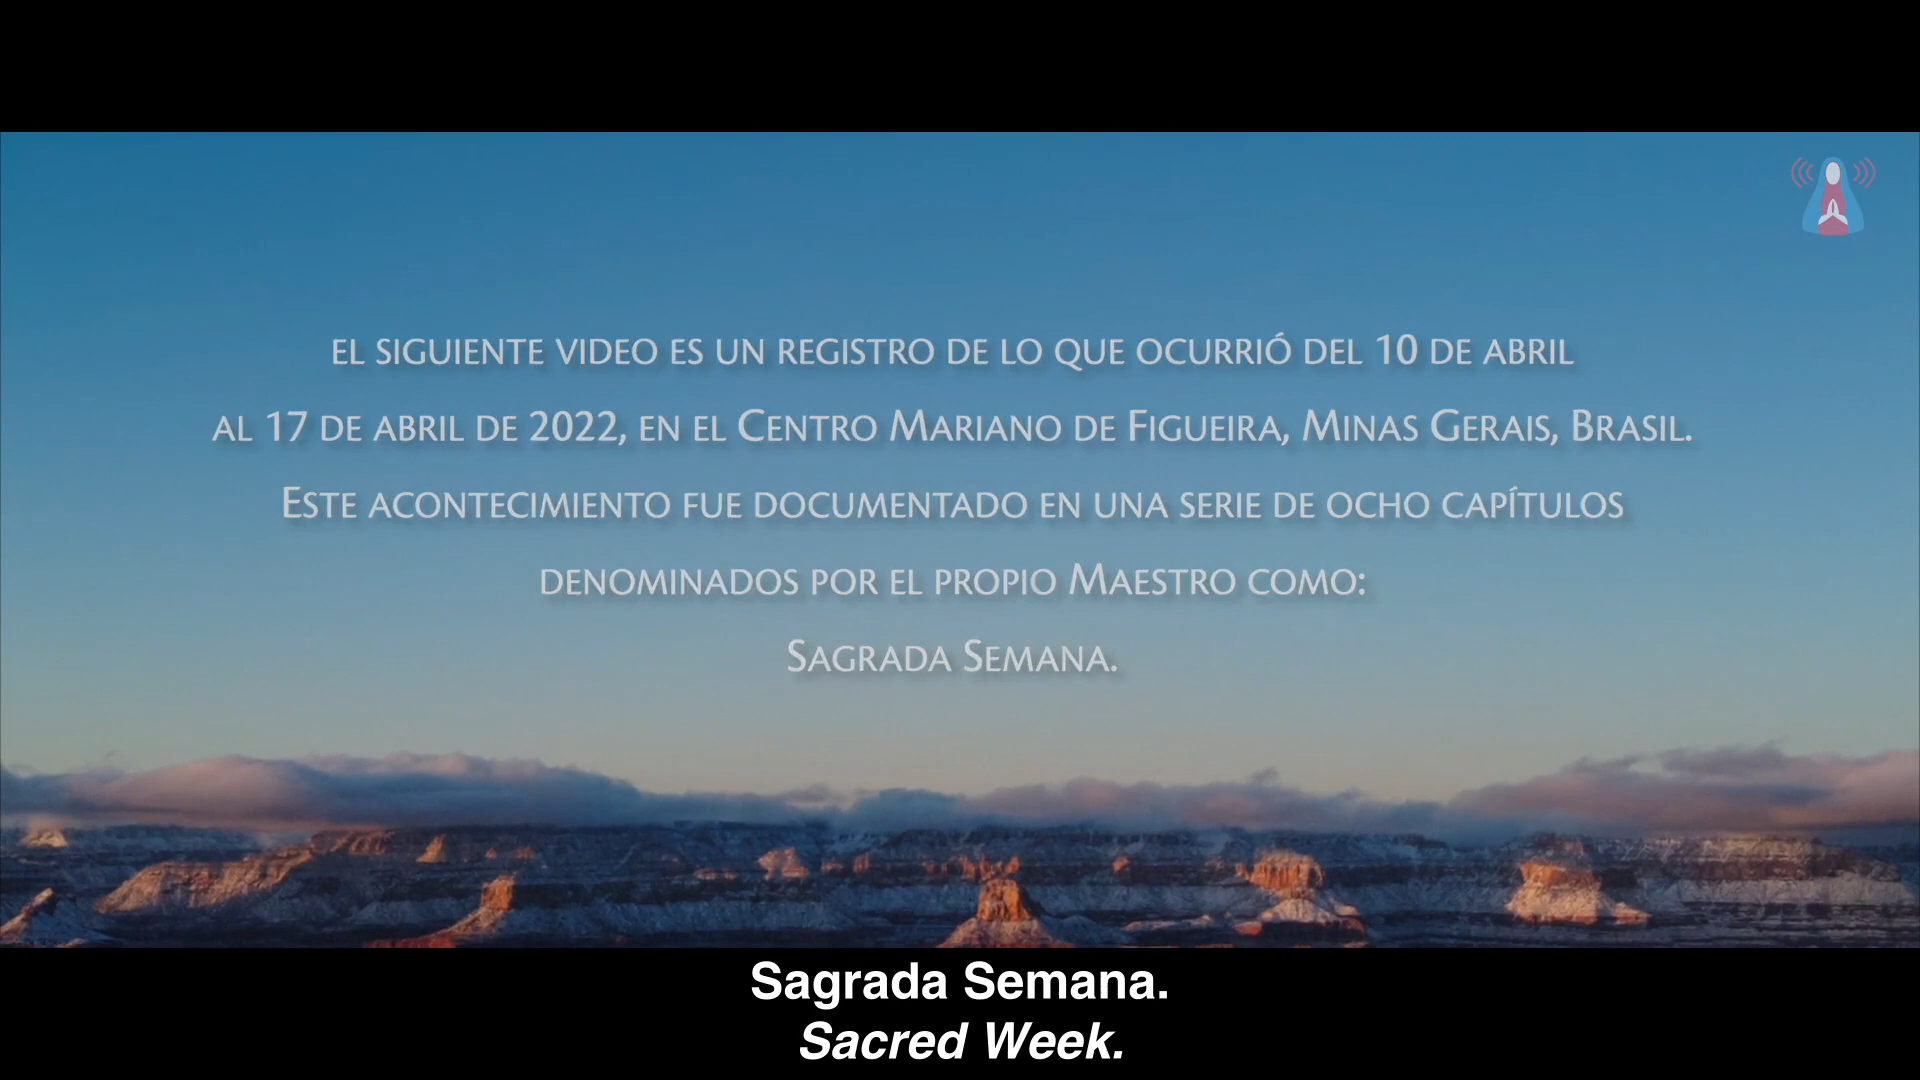 EL SIGUIENTE VIDEO ES UN REGISTRO DE LO QUE OCURRIÓ DEL 10 DE ABRIL
AL 17 DE ABRIL DE 2022, EN EL CENTRO MARIANO DE FIGUEIRA, MINAS GERAIS, BRASIL.
ESTE ACONTECIMIENTO FUE DOCUMENTADO EN UNA SERIE DE OCHO CAPÍTULOS
DENOMINADOS POR EL PROPIO MAESTRO COMO:
SAGRADA SEMANA.
Sagrada Semana.
Sacred Week.